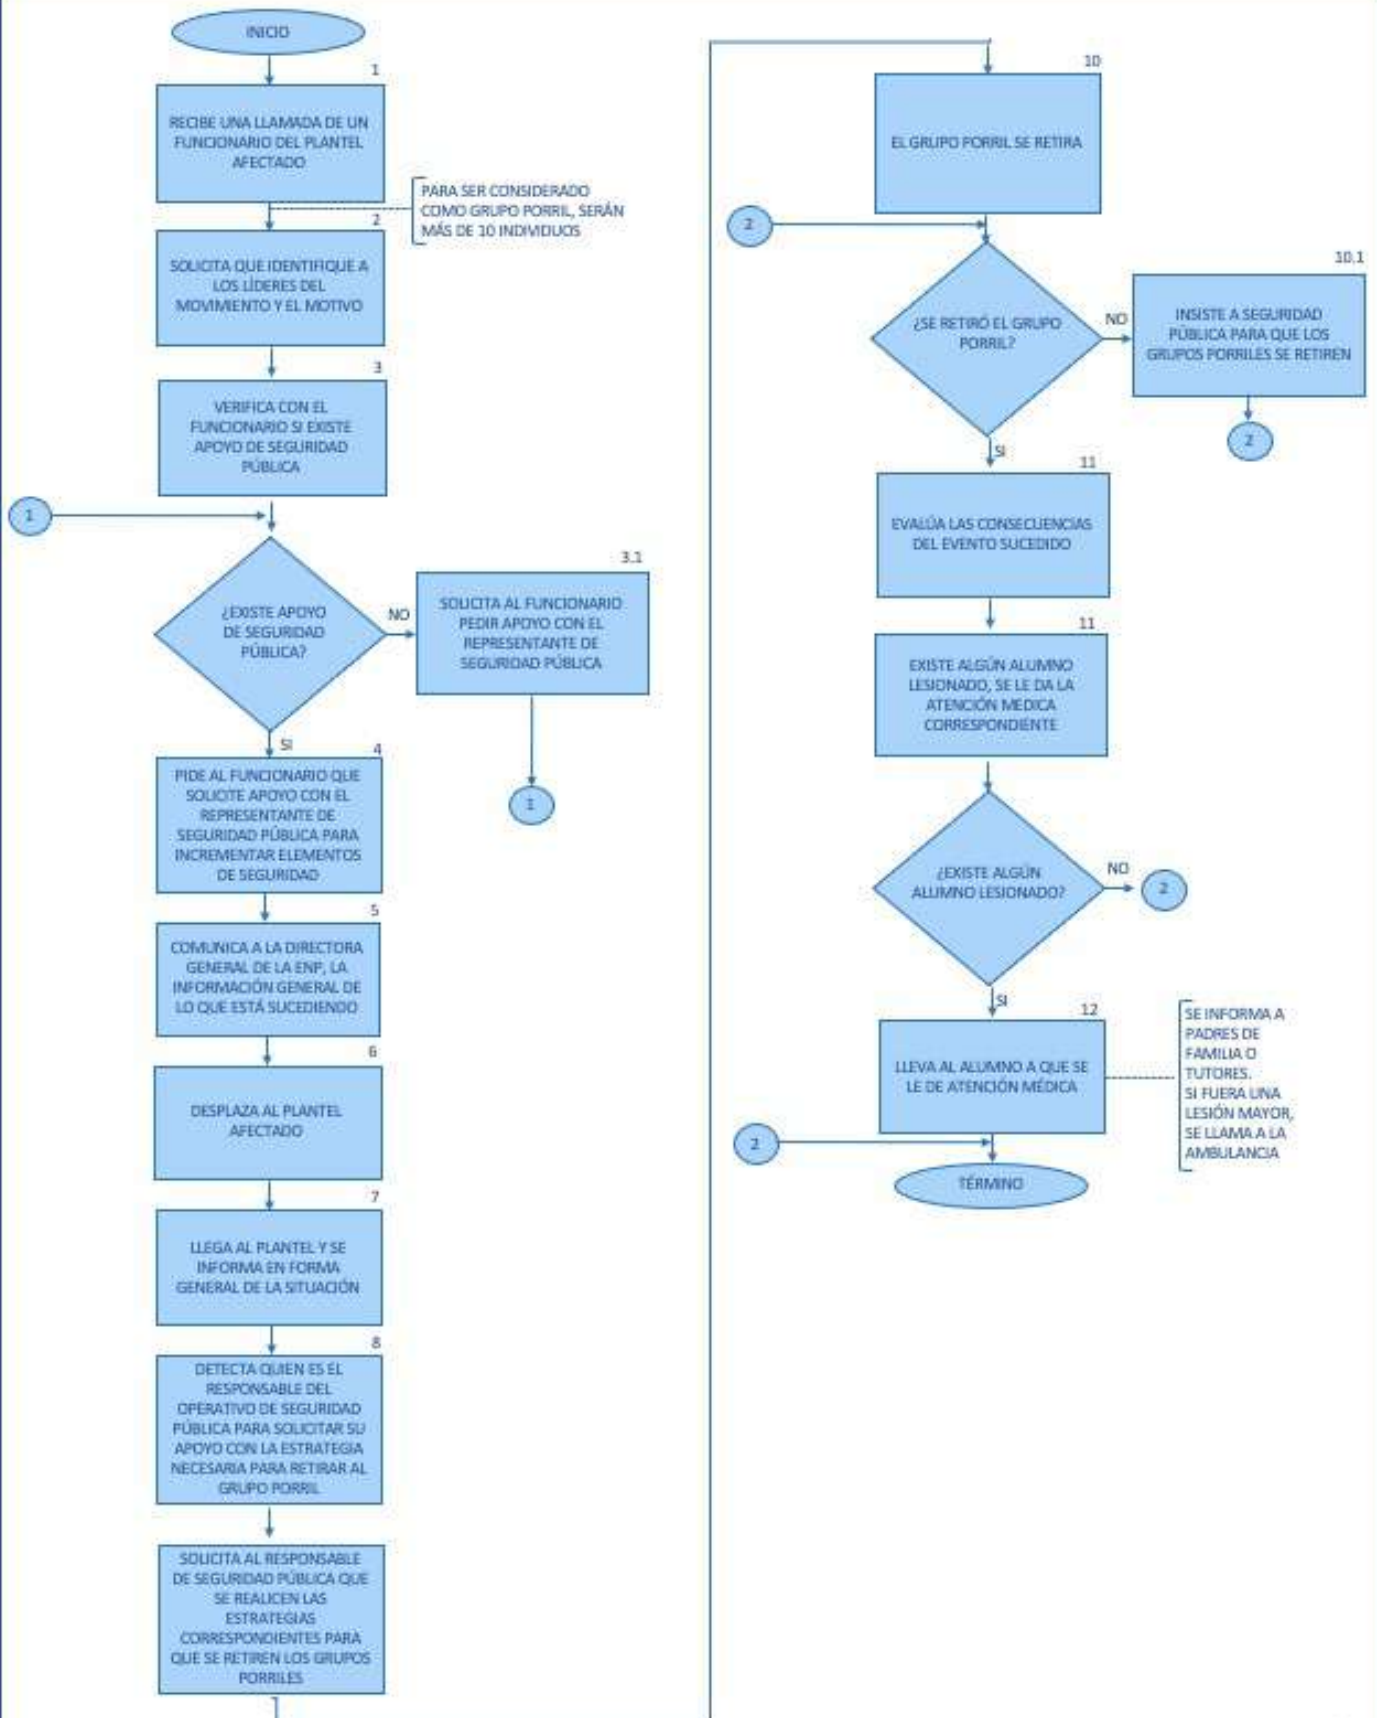 INICIO
1
RECIBE UNA LLAMADA DE UN
FUNCIONARIO DEL PLANTEL
AFECTADO
PARA SER CONSIDERADO
COMO GRUPO PORRIL, SERÁN
MÁS DE 10 INDIVIDUOS
2
SOLICITA QUE IDENTIFIQUE A
LOS LÍDERES DEL
MOVIMIENTO Y EL MOTIVO
3
VERIFICA CON EL
FUNCIONARIO SI EXISTE
APOYO DE SEGURIDAD
PÚBLICA
1
¿EXISTE APOYO
DE SEGURIDAD
PÚBLICA?
NO
3.1
SOLICITA AL FUNCIONARIO
PEDIR APOYO CON EL
REPRESENTANTE DE
SEGURIDAD PÚBLICA
1
SI
4
PIDE AL FUNCIONARIO QUE
SOLICITE APOYO CON EL
REPRESENTANTE DE
SEGURIDAD PÚBLICA PARA
INCREMENTAR ELEMENTOS
DE SEGURIDAD
5
COMUNICA A LA DIRECTORA
GENERAL DE LA ENP, LA
INFORMACIÓN GENERAL DE
LO QUE ESTÁ SUCEDIENDO
6
DESPLAZA AL PLANTEL
AFECTADO
7
LLEGA AL PLANTEL Y SE
INFORMA EN FORMA
GENERAL DE LA SITUACIÓN
8
DETECTA QUIEN ES EL
RESPONSABLE DEL
OPERATIVO DE SEGURIDAD
PÚBLICA PARA SOLICITAR SU
APOYO CON LA ESTRATEGIA
NECESARIA PARA RETIRAR AL
GRUPO PORRIL
SOLICITA AL RESPONSABLE
DE SEGURIDAD PÚBLICA QUE
SE REALICEN LAS
ESTRATEGIAS
CORRESPONDIENTES PARA
QUE SE RETIREN LOS GRUPOS
PORRILES
10
EL GRUPO PORRIL SE RETIRA
2
¿SE RETIRÓ EL GRUPO
PORRIL?
NO
10.1
INSISTE A SEGURIDAD
PÚBLICA PARA QUE LOS
GRUPOS PORRILES SE RETIREN
2
SI
11
EVALÚA LAS CONSECUENCIAS
DEL EVENTO SUCEDIDO
11
EXISTE ALGÚN ALUMNO
LESIONADO, SE LE DA LA
ATENCIÓN MEDICA
CORRESPONDIENTE
¿EXISTE ALGÚN
ALUMNO LESIONADO?
NO
2
SI
12
LLEVA AL ALUMNO A QUE SE
LE DE ATENCIÓN MÉDICA
SE INFORMA A
PADRES DE
FAMILIA O
TUTORES.
SI FUERA UNA
LESIÓN MAYOR,
SE LLAMA A LA
AMBULANCIA
2
TÉRMINO